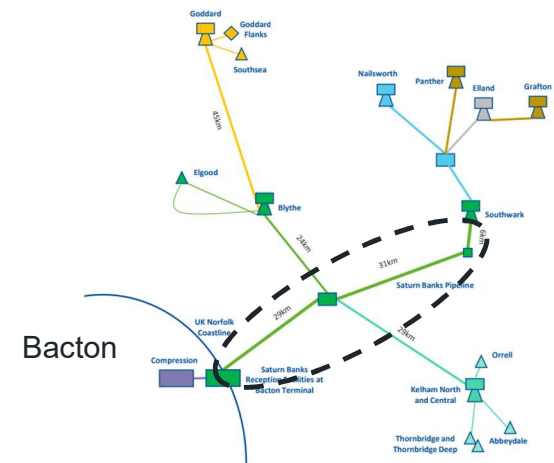 Goddard
Goddard
Flanks
Southsea
Nailsworth
Panther
Elland
Grafton
45km
Elgood
Blythe
Southwark
24km
6km
31km
Saturn Banks Pipeline
29km
UK Norfolk
Coastline
29km
Bacton
Compression
Saturn Banks
Reception Facilities at
Bacton Terminal
Orrell
Kelham North
and Central
Thornbridge and
Thornbridge Deep
Abbeydale